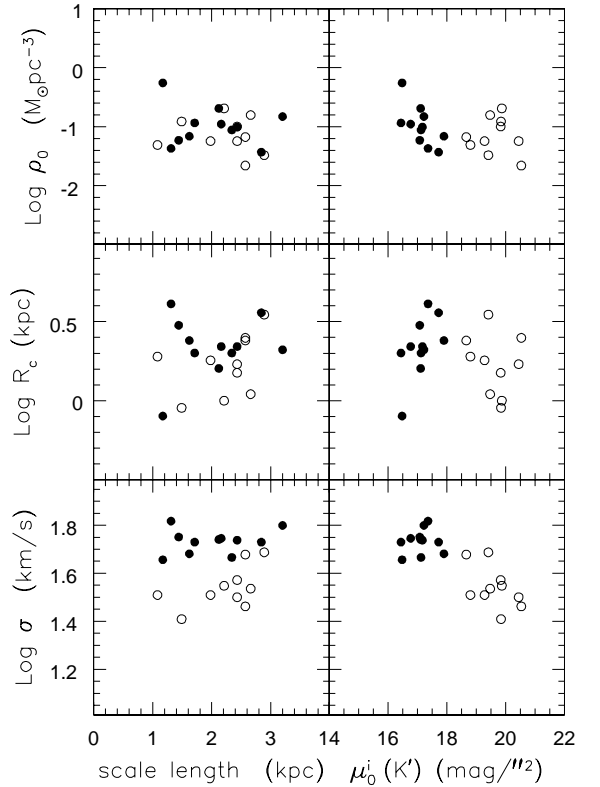 1
0
-1
-2
Log ρ₀ (M☉pc⁻³)
0.5
0
Log R_c (kpc)
1.8
1.6
1.4
1.2
Log σ (km/s)
0 1 2 3 14 16 18 20 22
scale length (kpc) μ₀ⁱ (K') (mag/"²)